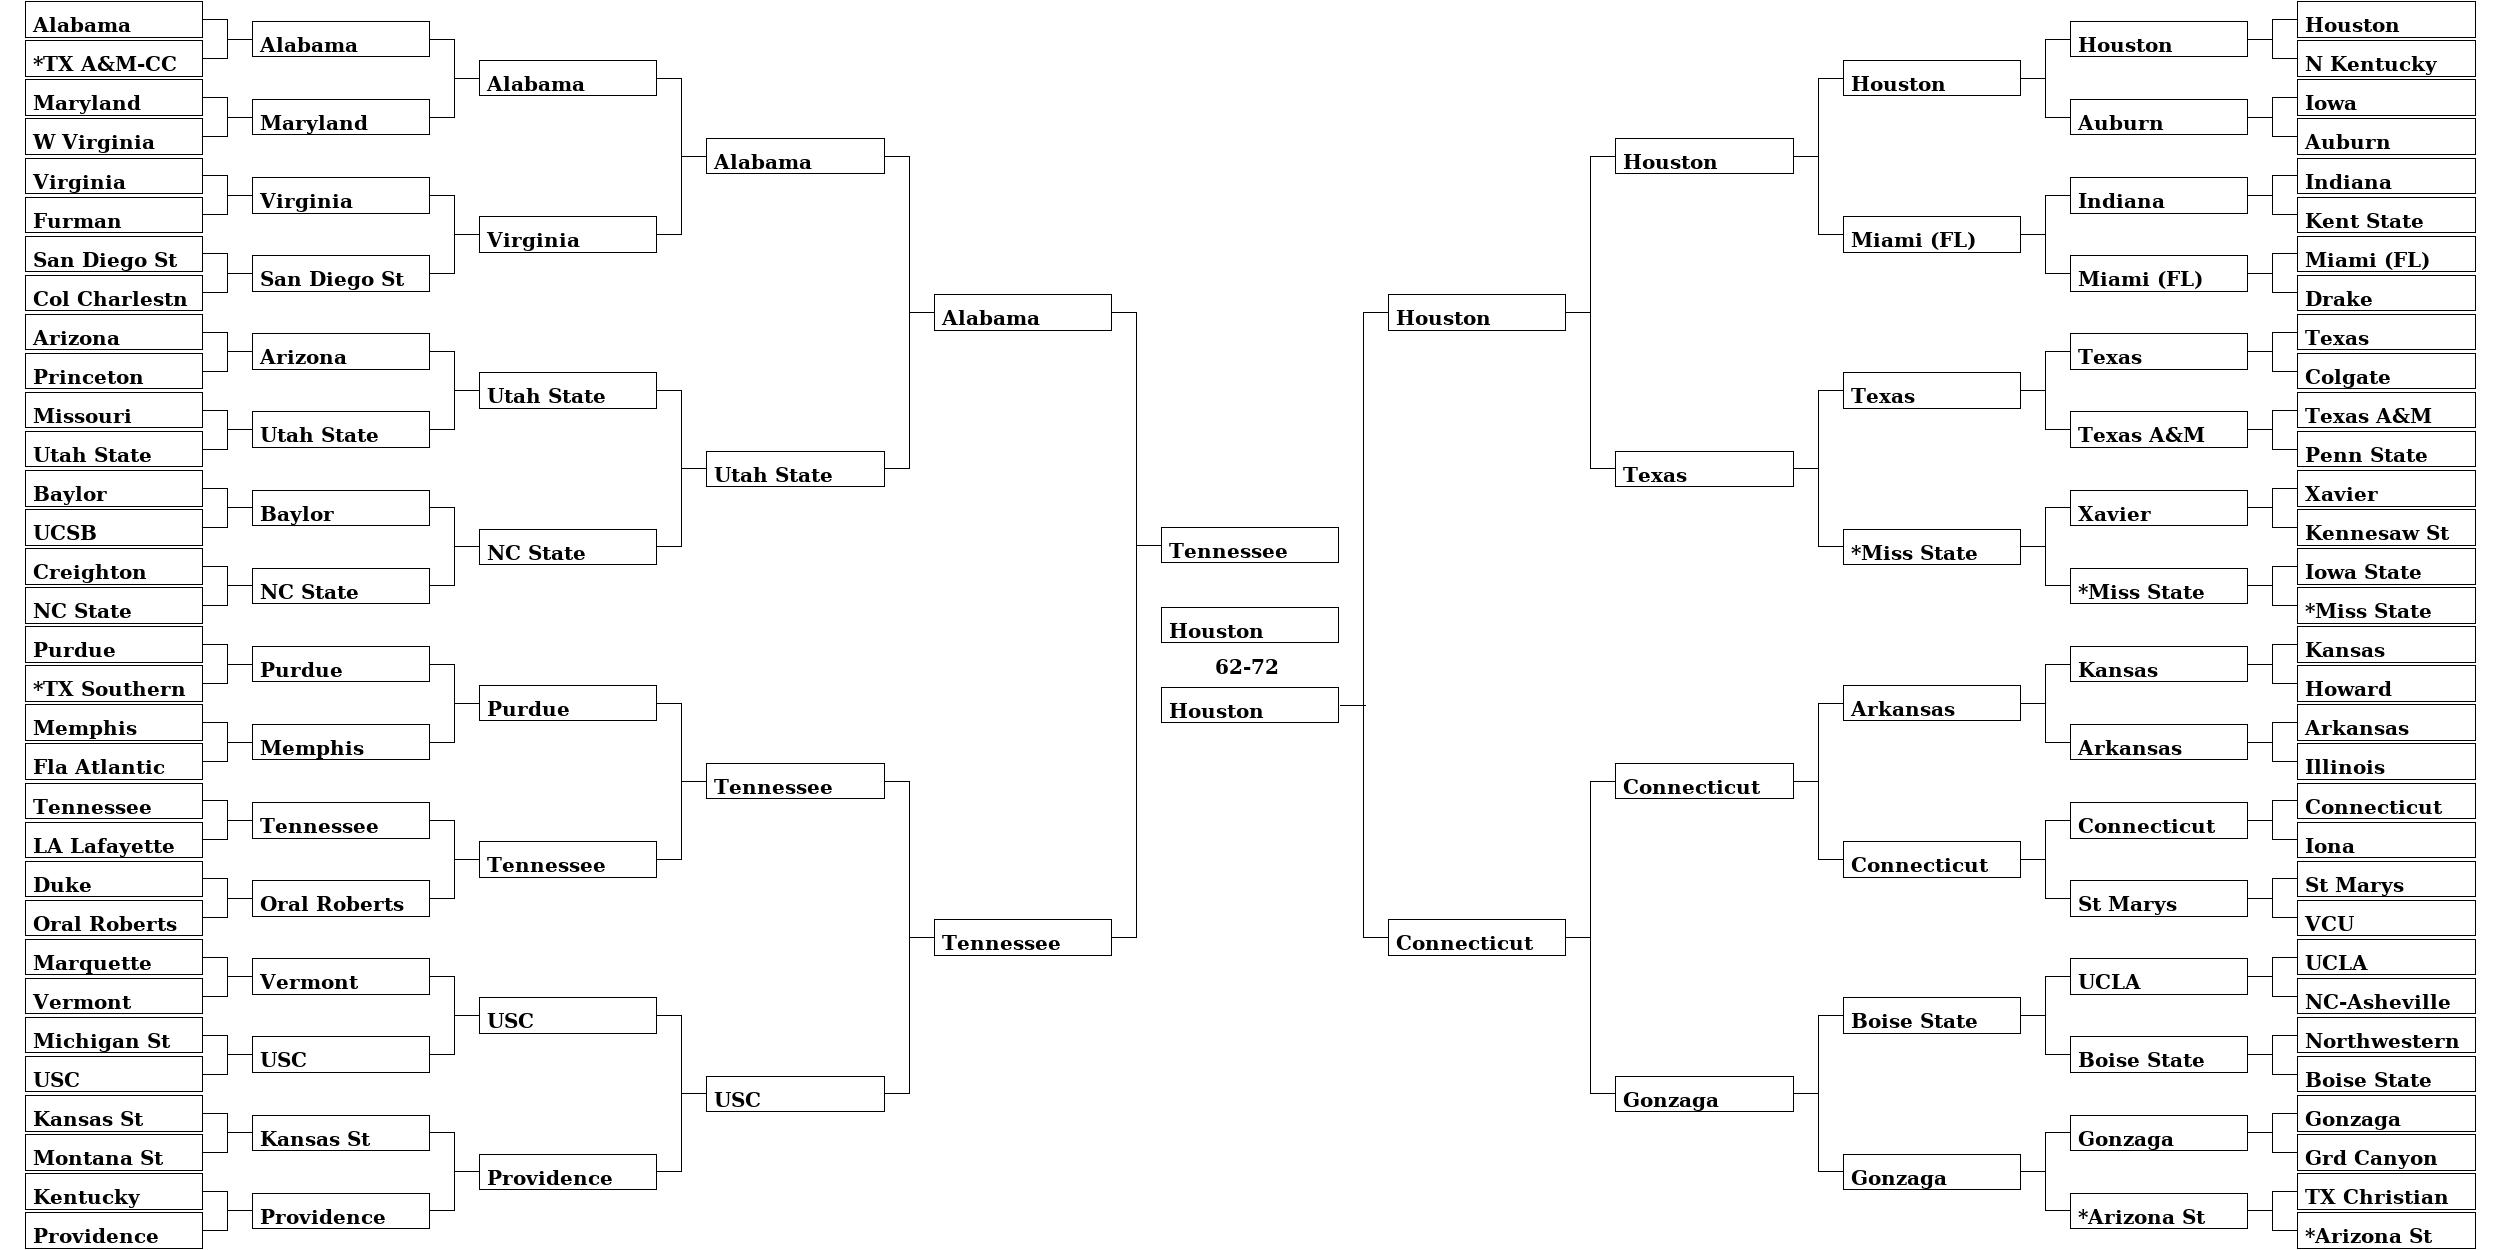 Alabama
*TX A&M-CC
Maryland
W Virginia
Virginia
Furman
San Diego St
Col Charlestn
Arizona
Princeton
Missouri
Utah State
Baylor
UCSB
Creighton
NC State
Purdue
*TX Southern
Memphis
Fla Atlantic
Tennessee
LA Lafayette
Duke
Oral Roberts
Marquette
Vermont
Michigan St
USC
Kansas St
Montana St
Kentucky
Providence
Alabama
Maryland
Virginia
San Diego St
Arizona
Utah State
Baylor
NC State
Purdue
Memphis
Tennessee
Oral Roberts
Vermont
USC
Kansas St
Providence
Alabama
Virginia
Utah State
NC State
Purdue
Tennessee
USC
Providence
Alabama
Utah State
Tennessee
USC
Alabama
Tennessee
Tennessee
Houston
62-72
Houston
Houston
Connecticut
Houston
Texas
Connecticut
Gonzaga
Houston
Miami (FL)
Texas
*Miss State
Arkansas
Connecticut
Boise State
Gonzaga
Houston
Auburn
Indiana
Miami (FL)
Texas
Texas A&M
Xavier
*Miss State
Kansas
Arkansas
Connecticut
St Marys
UCLA
Boise State
Gonzaga
*Arizona St
Houston
N Kentucky
Iowa
Auburn
Indiana
Kent State
Miami (FL)
Drake
Texas
Colgate
Texas A&M
Penn State
Xavier
Kennesaw St
Iowa State
*Miss State
Kansas
Howard
Arkansas
Illinois
Connecticut
Iona
St Marys
VCU
UCLA
NC-Asheville
Northwestern
Boise State
Gonzaga
Grd Canyon
TX Christian
*Arizona St